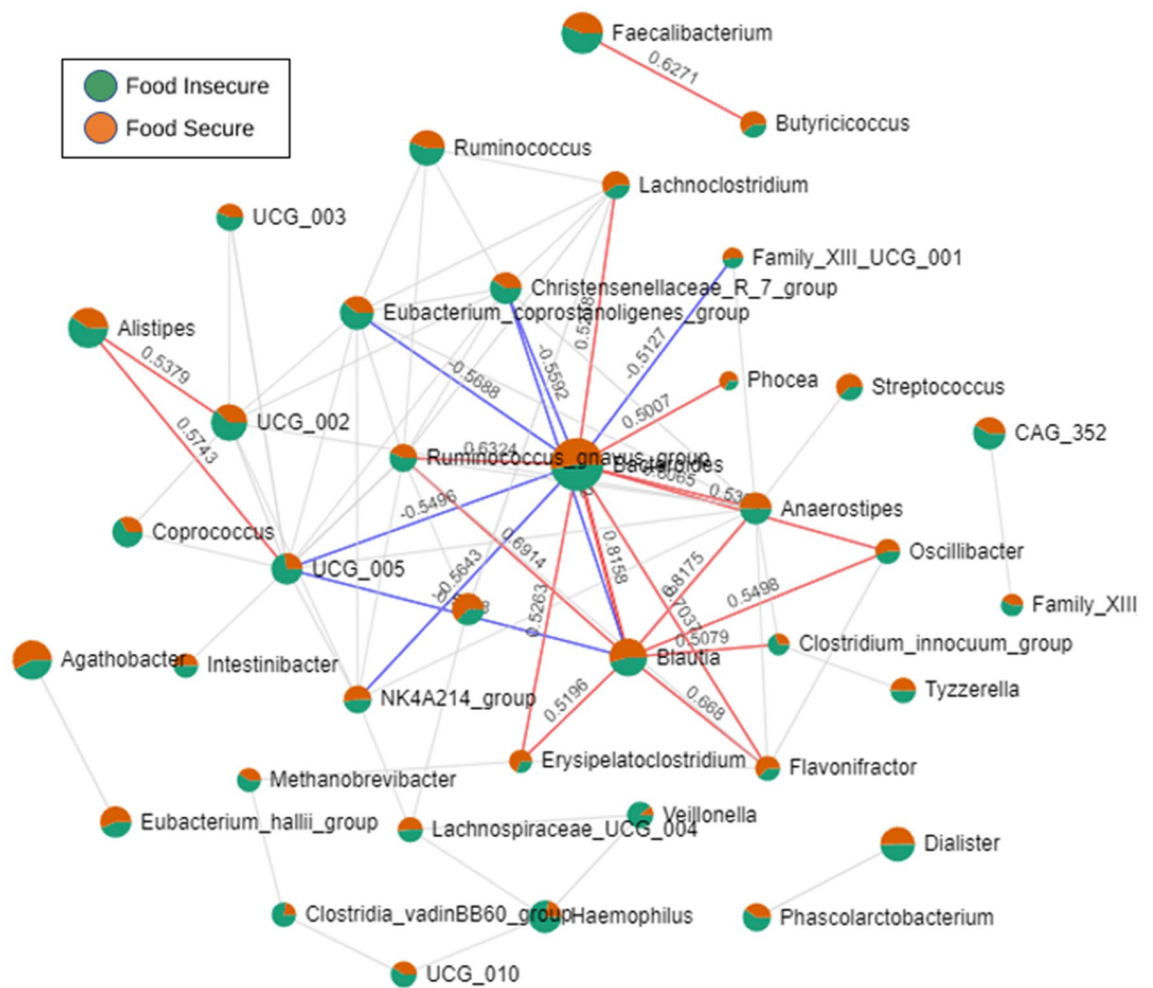 Faecalibacterium
0.6271
Food Insecure
Food Secure
Butyricicoccus
Ruminococcus
Lachnoclostridium
UCG_003
Family_XIII_UCG_001
Christensenellaceae_R_7_group
Eubacterium_coprostanoligenes_group
Alistipes
0.5379
-0.5127
-0.5592
-0.5688
Phocea
Streptococcus
0.5007
UCG_002
CAG_352
0.5743
0.6324
Ruminococcus_gnavus_group
Bacteroides
-0.5496
Anaerostipes
Coprococcus
0.6914
Oscillibacter
UCG_005
-0.5643
0.8158
0.8175
0.5498
0.5263
Family_XIII
0.5079
Clostridium_innocuum_group
Agathobacter
Intestinibacter
Blautia
NK4A214_group
0.5196
0.668
Tyzzerella
Erysipelatoclostridium
Flavonifractor
Methanobrevibacter
Eubacterium_hallii_group
Lachnospiraceae_UCG_004
Veillonella
Dialister
Clostridia_vadinBB60_group
Haemophilus
Phascolarctobacterium
UCG_010